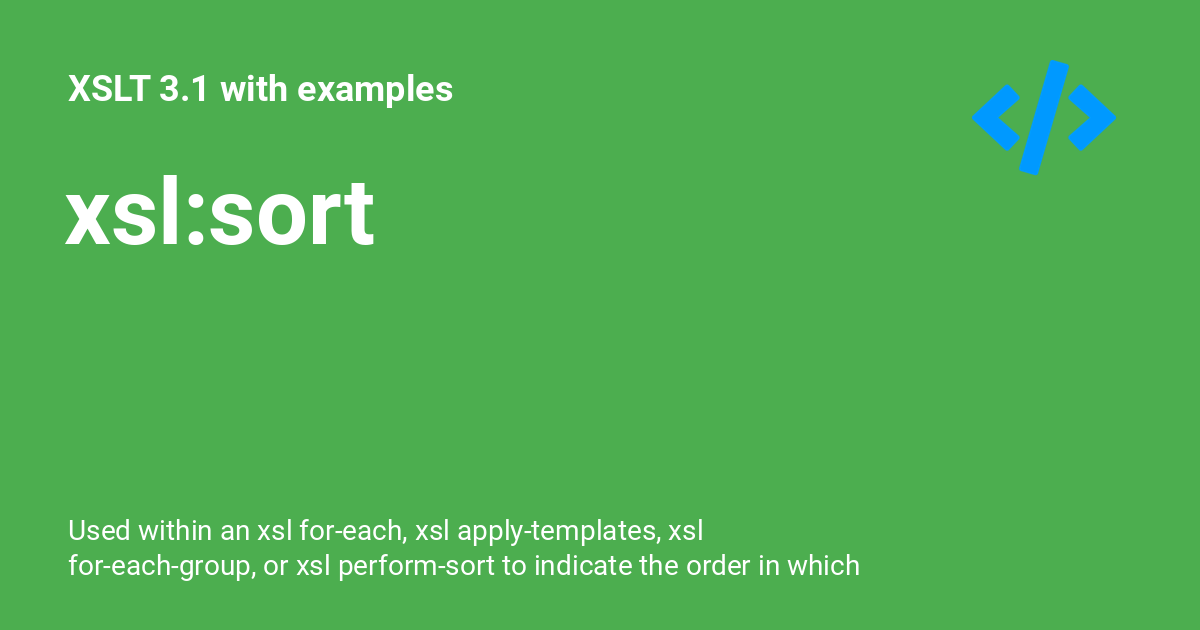 XSLT 3.1 with examples
xsl:sort
Used within an xsl for-each, xsl apply-templates, xsl
for-each-group, or xsl perform-sort to indicate the order in which